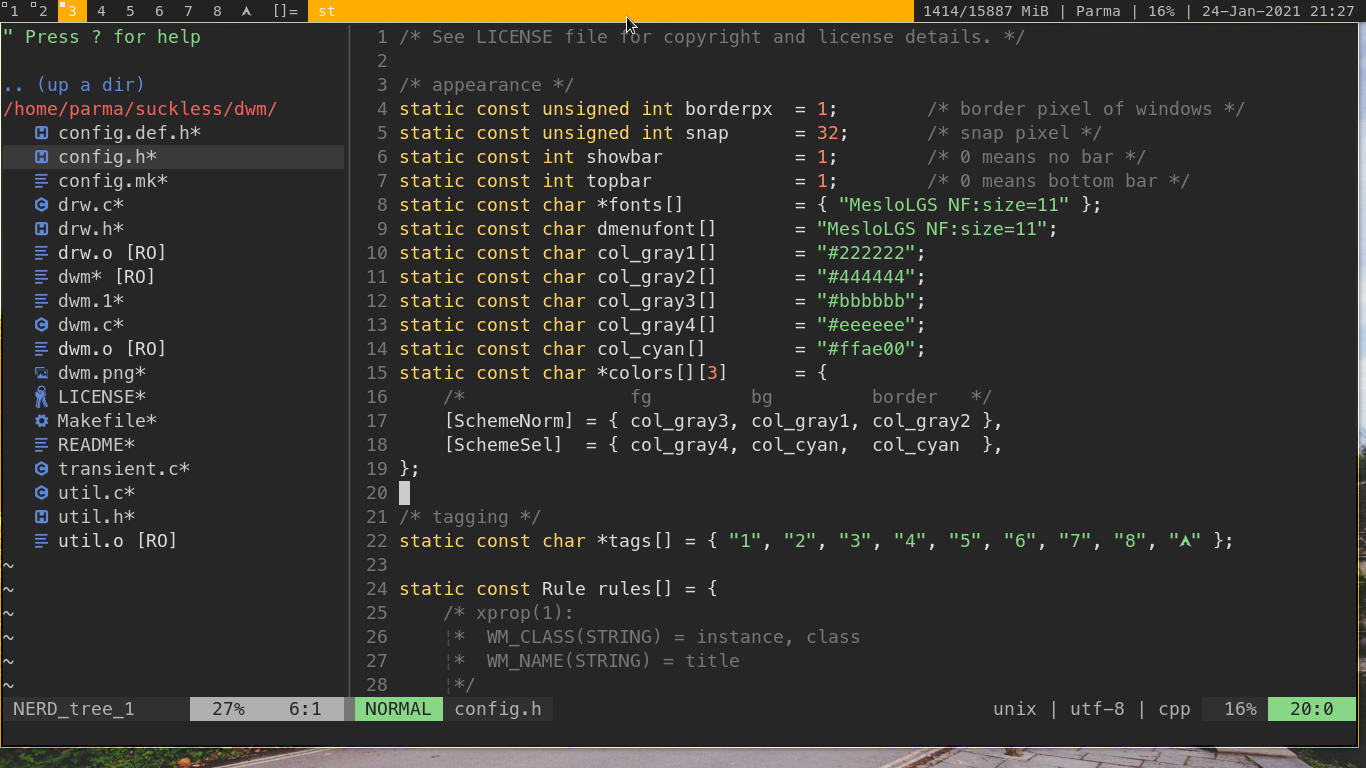 1 2 3 4 5 6 7 8 []= st 1414/15887 MiB | Parma | 16% | 24-Jan-2021 21:27
" Press ? for help
.. (up a dir)
/home/parma/suckless/dwm/
config.def.h*
config.h*
config.mk*
drw.c*
drw.h*
drw.o [RO]
dwm* [RO]
dwm.1*
dwm.c*
dwm.o [RO]
dwm.png*
LICENSE*
Makefile*
README*
transient.c*
util.c*
util.h*
util.o [RO]
~
~
~
~
~
~
NERD_tree_1 27% 6:1
1 /* See LICENSE file for copyright and license details. */
2
3 /* appearance */
4 static const unsigned int borderpx  = 1;        /* border pixel of windows */
5 static const unsigned int snap      = 32;       /* snap pixel */
6 static const int showbar            = 1;        /* 0 means no bar */
7 static const int topbar             = 1;        /* 0 means bottom bar */
8 static const char *fonts[]          = { "MesloLGS NF:size=11" };
9 static const char dmenufont[]       = "MesloLGS NF:size=11";
10 static const char col_gray1[]       = "#222222";
11 static const char col_gray2[]       = "#444444";
12 static const char col_gray3[]       = "#bbbbbb";
13 static const char col_gray4[]       = "#eeeeee";
14 static const char col_cyan[]        = "#ffae00";
15 static const char *colors[][3]      = {
16     /*               fg         bg         border   */
17     [SchemeNorm] = { col_gray3, col_gray1, col_gray2 },
18     [SchemeSel]  = { col_gray4, col_cyan,  col_cyan  },
19 };
20
21 /* tagging */
22 static const char *tags[] = { "1", "2", "3", "4", "5", "6", "7", "8", "" };
23
24 static const Rule rules[] = {
25     /* xprop(1):
26     ¦*  WM_CLASS(STRING) = instance, class
27     ¦*  WM_NAME(STRING) = title
28     ¦*/
NORMAL config.h unix | utf-8 | cpp 16% 20:0